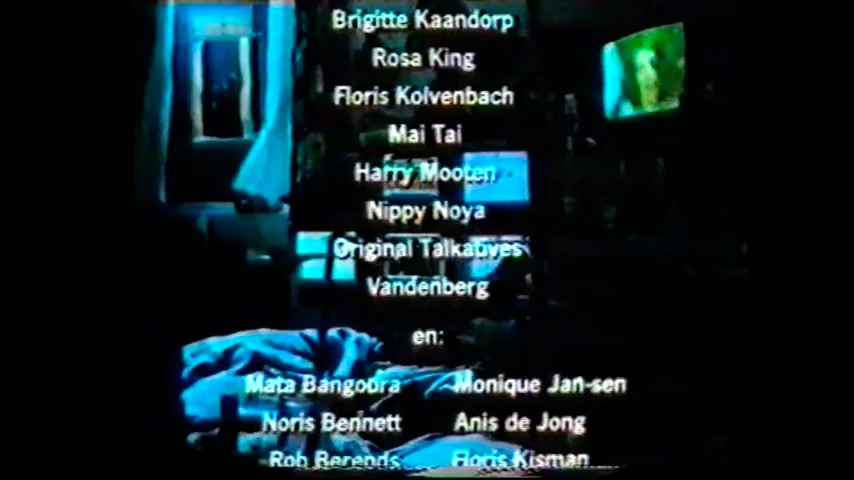 Brigitte Kaandorp
Rosa King
Floris Kolvenbach
Mai Tai
Harry Mooten
Nippy Noya
Original Talkatives
Vandenberg
en:
Mata Bangoura Monique Jan-sen
Noris Bennett Anis de Jong
Rob Berends Floris Kisman